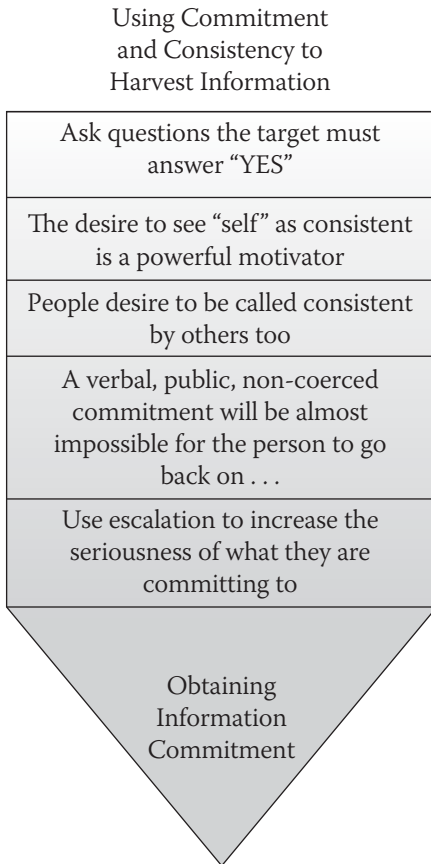 Using Commitment
and Consistency to
Harvest Information
Ask questions the target must
answer “YES”
The desire to see “self” as consistent
is a powerful motivator
People desire to be called consistent
by others too
A verbal, public, non-coerced
commitment will be almost
impossible for the person to go
back on . . .
Use escalation to increase the
seriousness of what they are
committing to
Obtaining
Information
Commitment